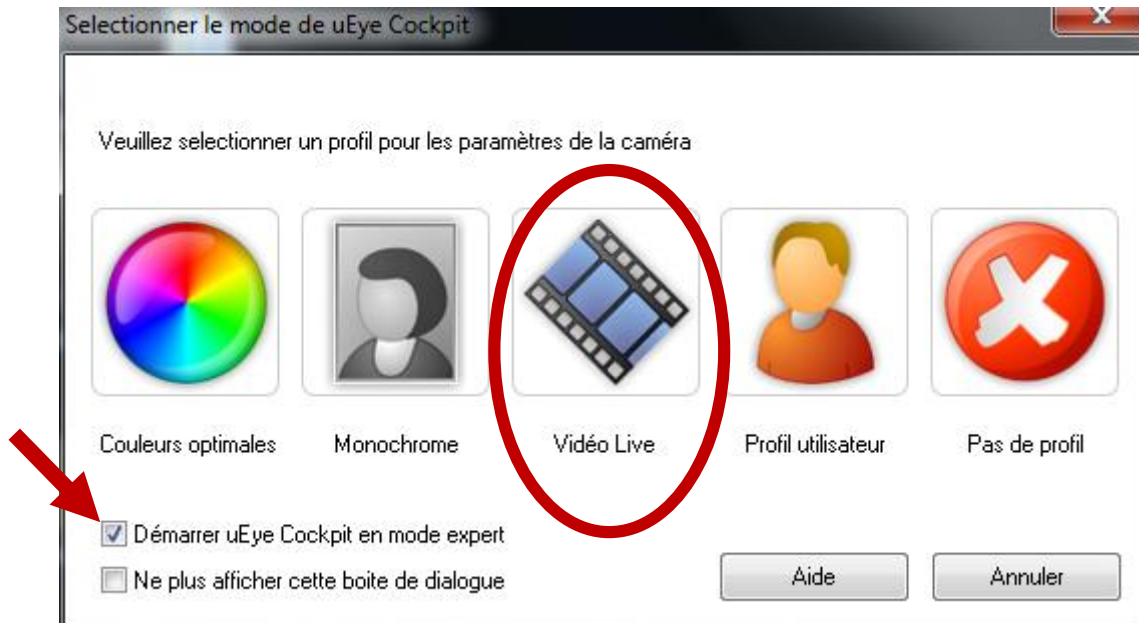 Selectionner le mode de uEye Cockpit
Veuillez selectionner un profil pour les paramètres de la caméra
Couleurs optimales
Monochrome
Vidéo Live
Profil utilisateur
Pas de profil
Démarrer uEye Cockpit en mode expert
Ne plus afficher cette boite de dialogue
Aide
Annuler